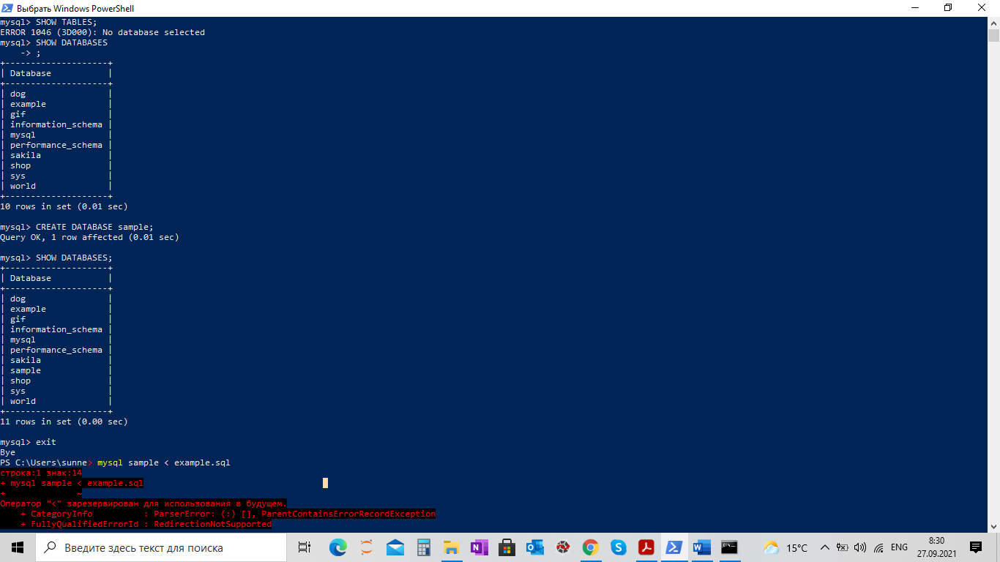 Выбрать Windows PowerShell
mysql> SHOW TABLES;
ERROR 1046 (3D000): No database selected
mysql> SHOW DATABASES
    -> ;
+--------------------+
| Database           |
+--------------------+
| dog                |
| example            |
| gif                |
| information_schema |
| mysql              |
| performance_schema |
| sakila             |
| shop               |
| sys                |
| world              |
+--------------------+
10 rows in set (0.01 sec)
mysql> CREATE DATABASE sample;
Query OK, 1 row affected (0.01 sec)
mysql> SHOW DATABASES;
+--------------------+
| Database           |
+--------------------+
| dog                |
| example            |
| gif                |
| information_schema |
| mysql              |
| performance_schema |
| sakila             |
| sample             |
| shop               |
| sys                |
| world              |
+--------------------+
11 rows in set (0.00 sec)
mysql> exit
Bye
PS C:\Users\sunne> mysql sample < example.sql
строка:1 знак:14
+ mysql sample < example.sql
+              ~
Оператор "<" зарезервирован для использования в будущем.
    + CategoryInfo          : ParserError: (:) [], ParentContainsErrorRecordException
    + FullyQualifiedErrorId : RedirectionNotSupported
Введите здесь текст для поиска
15°C
ENG
8:30
27.09.2021